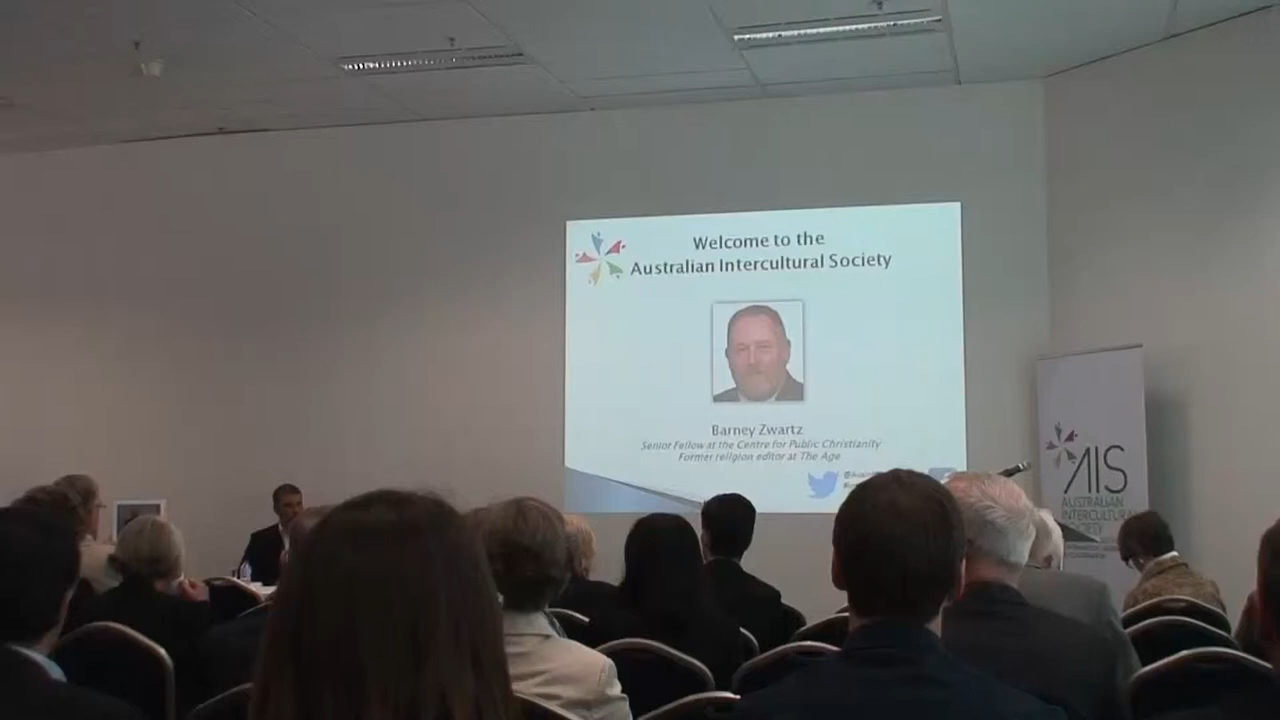 Welcome to the
Australian Intercultural Society
Barney Zwartz
Senior Fellow at the Centre for Public Christianity
Former religion editor at The Age
AIS
AUSTRALIAN
INTERCULTURAL
SOCIETY